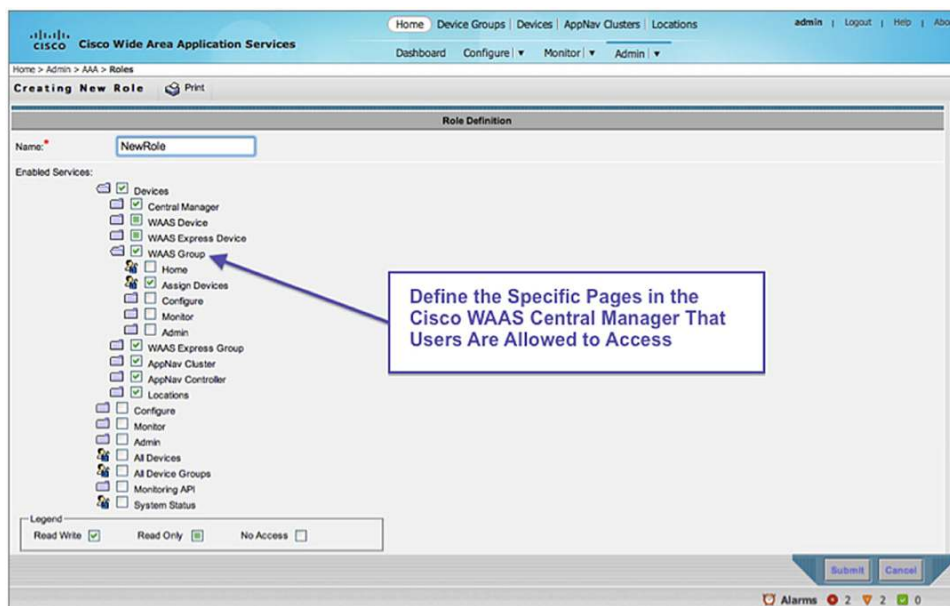 Home Device Groups | Devices | AppNav Clusters | Locations
admin | Logout | Help | Abo
CISCO Cisco Wide Area Application Services
Dashboard Configure | Monitor | Admin |
Home > Admin > AAA > Roles
Creating New Role Print
Role Definition
Name:* NewRole
Enabled Services:
Devices
Central Manager
WAAS Device
WAAS Express Device
WAAS Group
Home
Assign Devices
Configure
Monitor
Admin
WAAS Express Group
AppNav Cluster
AppNav Controller
Locations
Configure
Monitor
Admin
All Devices
All Device Groups
Monitoring API
System Status
Define the Specific Pages in the
Cisco WAAS Central Manager That
Users Are Allowed to Access
Legend
Read Write Read Only No Access
Submit Cancel
Alarms 2 2 0